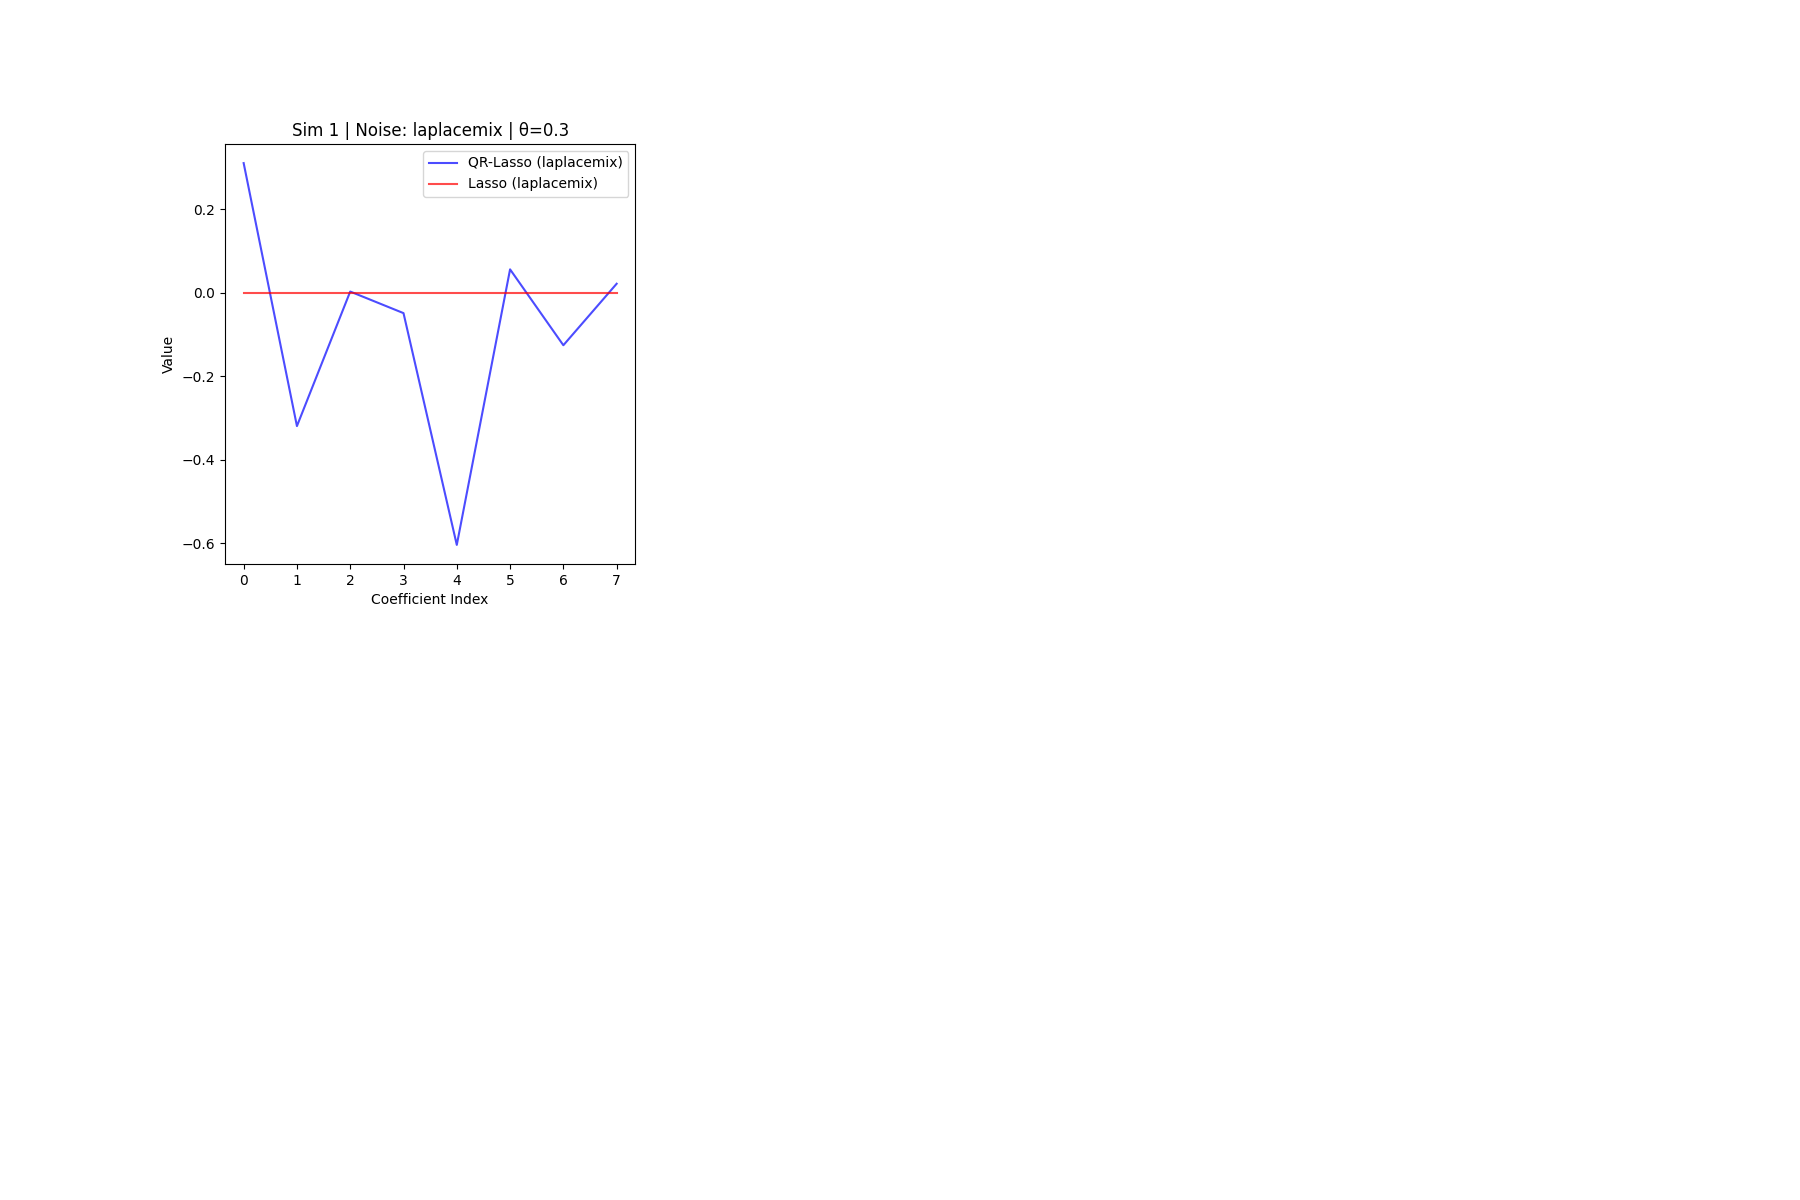 Sim 1 | Noise: laplacemix | θ=0.3
QR-Lasso (laplacemix)
Lasso (laplacemix)
0.2
0.0
−0.2
−0.4
−0.6
Value
0 1 2 3 4 5 6 7
Coefficient Index